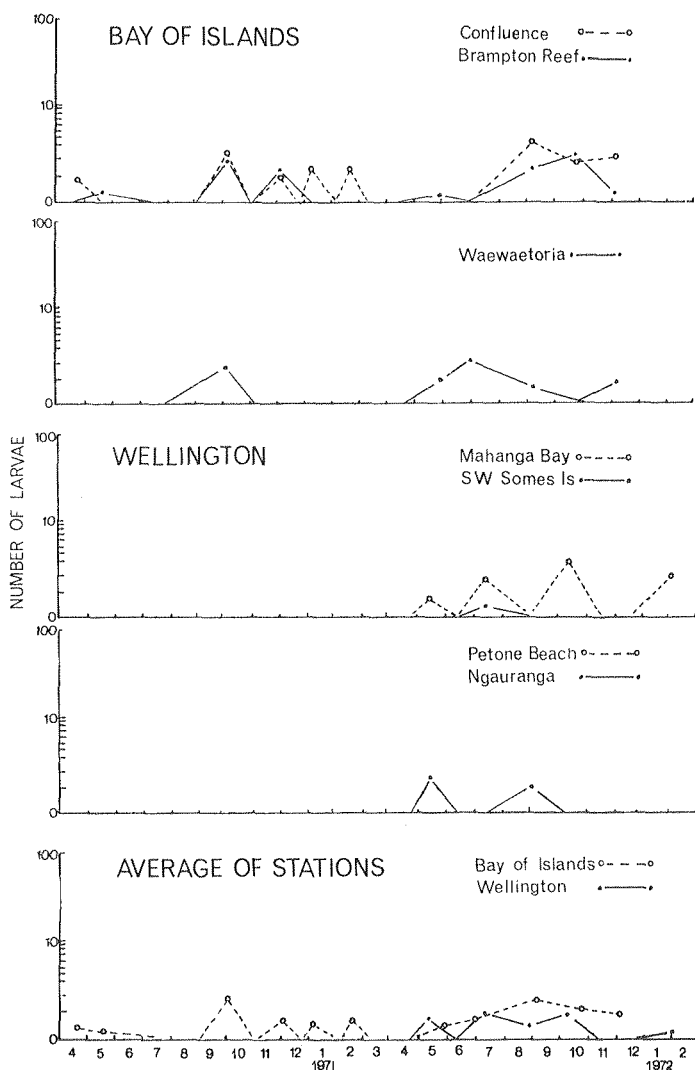 100
BAY OF ISLANDS
Confluence
Brampton Reef
10
0
100
Waewaetoria
10
0
NUMBER OF LARVAE
100
WELLINGTON
Mahanga Bay
SW Somes Is
10
0
100
Petone Beach
Ngauranga
10
0
100
AVERAGE OF STATIONS
Bay of Islands
Wellington
10
0
4 5 6 7 8 9 10 11 12 1 2 3 4 5 6 7 8 9 10 11 12 1 2
1971 1972